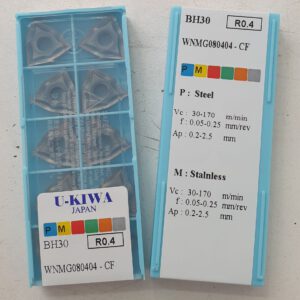 U-KIWA
JAPAN
P M
BH30 R0.4
WNMG080404 - CF
BH30 R0.4
WNMG080404 - CF
P M
P : Steel
Vc : 30-170 m/min
f : 0.05-0.25 mm/rev
Ap : 0.2-2.5 mm
M : Stainless
Vc : 30-170 m/min
f : 0.05-0.25 mm/rev
Ap : 0.2-2.5 mm